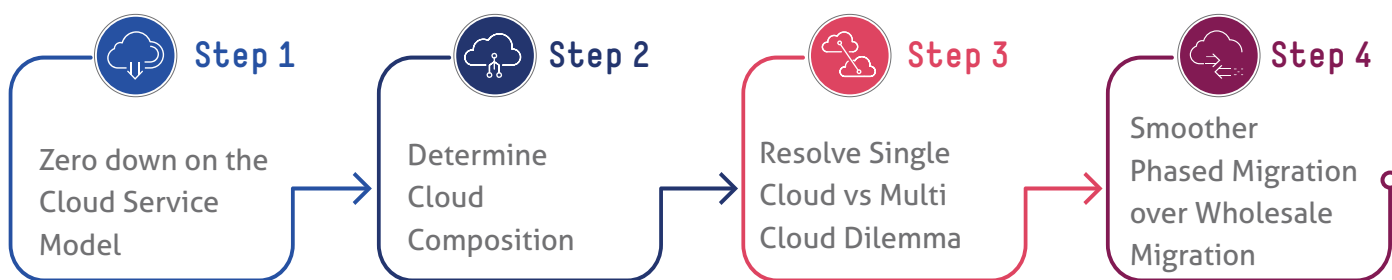 Step 1
Zero down on the
Cloud Service
Model
Step 2
Determine
Cloud
Composition
Step 3
Resolve Single
Cloud vs Multi
Cloud Dilemma
Step 4
Smoother
Phased Migration
over Wholesale
Migration